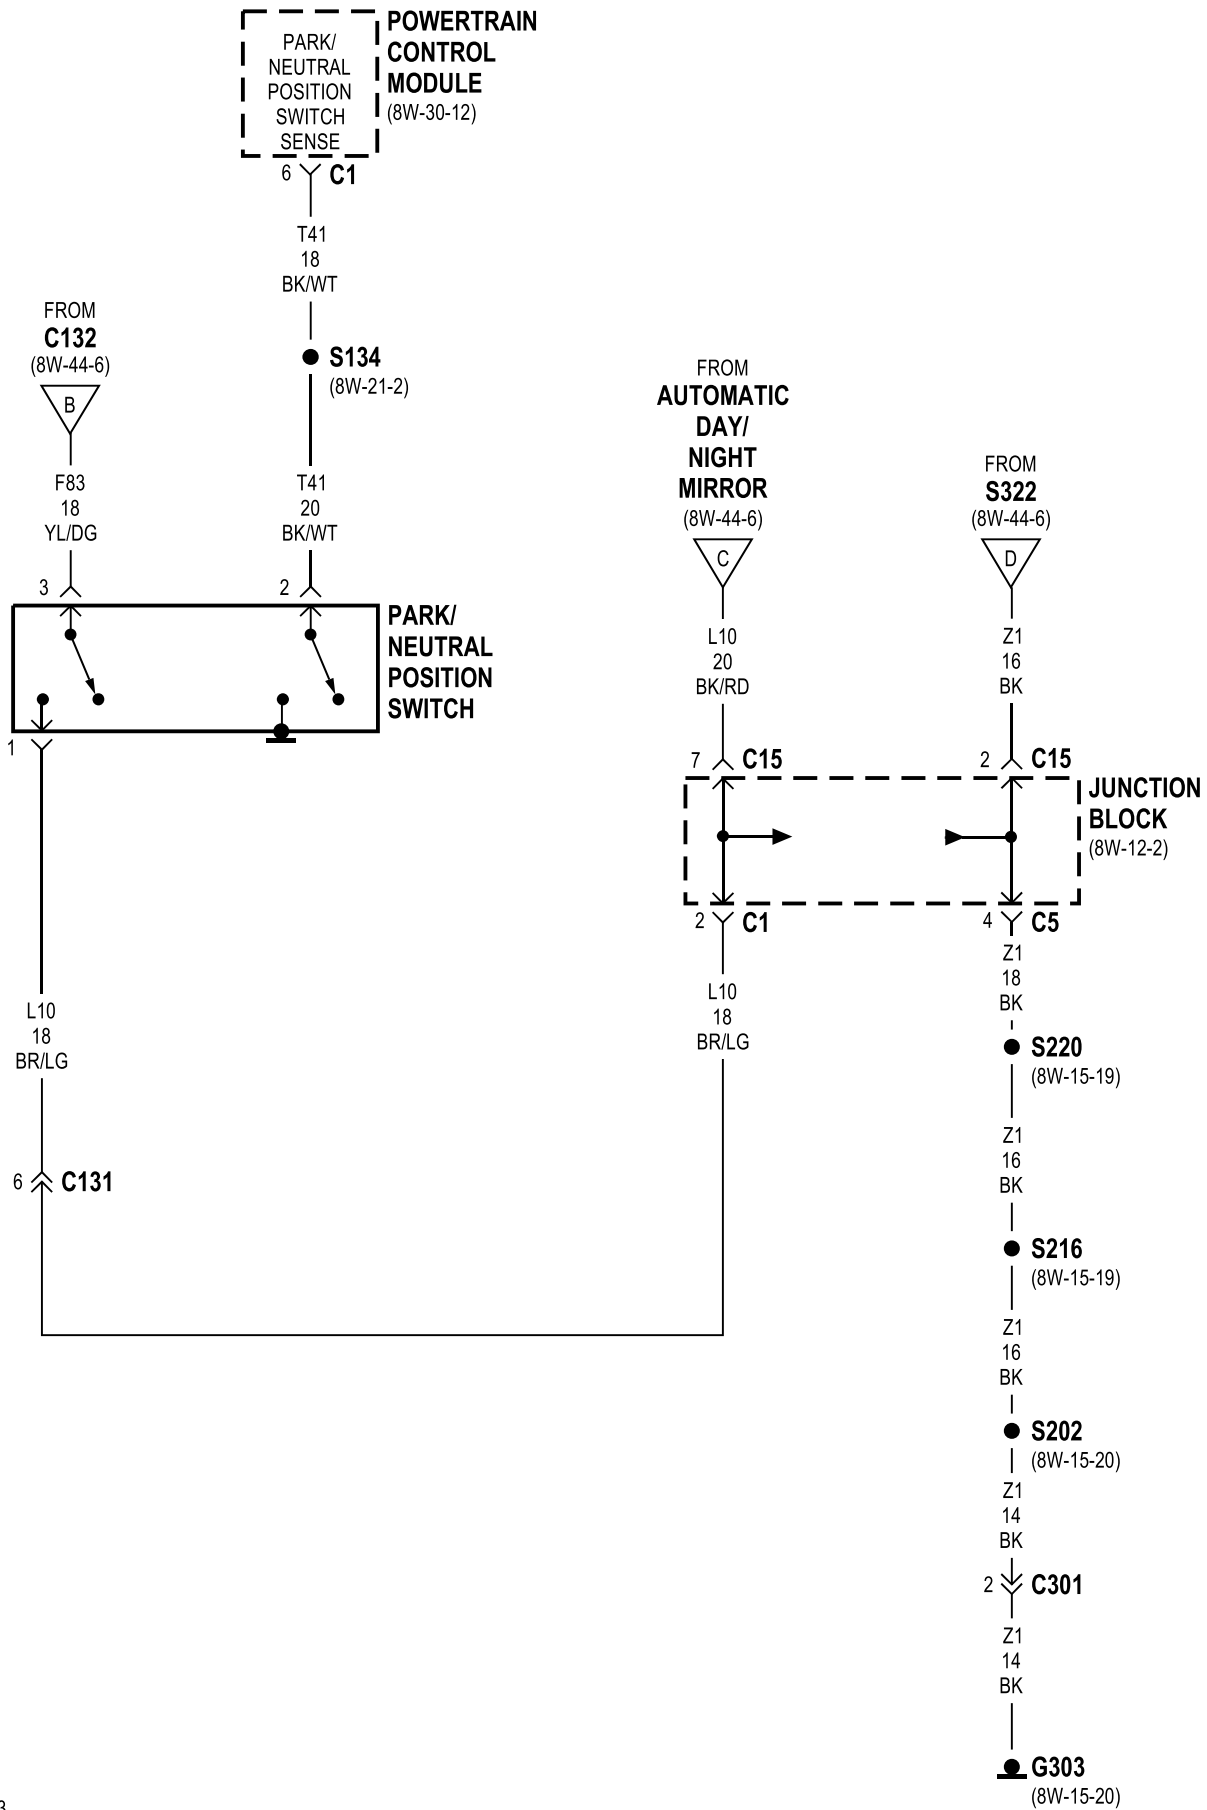 PARK/
NEUTRAL
POSITION
SWITCH
SENSE
POWERTRAIN
CONTROL
MODULE
(8W-30-12)
6
C1
T41
18
BK/WT
S134
(8W-21-2)
T41
20
BK/WT
2
FROM
C132
(8W-44-6)
B
F83
18
YL/DG
3
PARK/
NEUTRAL
POSITION
SWITCH
1
L10
18
BR/LG
6
C131
FROM
AUTOMATIC
DAY/
NIGHT
MIRROR
(8W-44-6)
C
L10
20
BK/RD
7
C15
FROM
S322
(8W-44-6)
D
Z1
16
BK
2
C15
JUNCTION
BLOCK
(8W-12-2)
2
C1
L10
18
BR/LG
4
C5
Z1
18
BK
S220
(8W-15-19)
Z1
16
BK
S216
(8W-15-19)
Z1
16
BK
S202
(8W-15-20)
Z1
14
BK
2
C301
Z1
14
BK
G303
(8W-15-20)